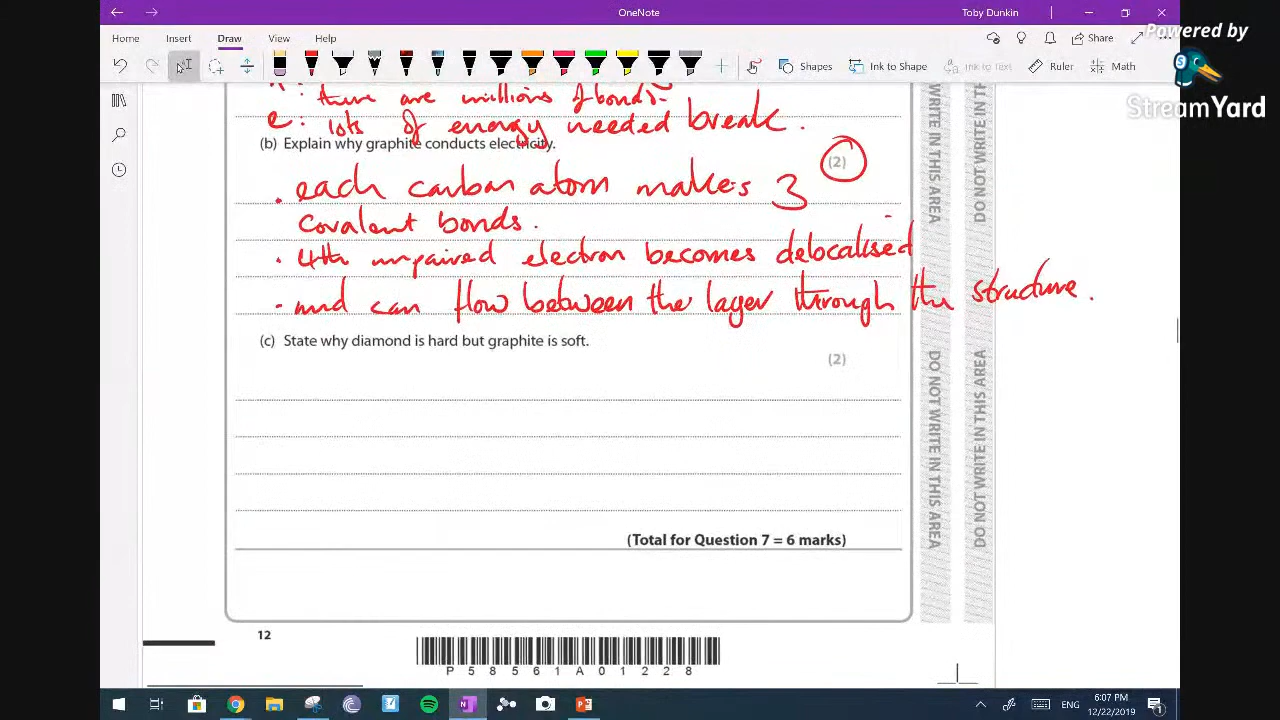 OneNote
Toby Dunkin
Powered by
StreamYard
Home Insert Draw View Help
Share
Shapes Ink to Shape Ink to Text Ruler Math
there are millions of bonds
e: lots of energy needed break.
(b) Explain why graphite conducts electricity.
(2)
. each carbon atom makes 3
covalent bonds.
. 4th unpaired electron becomes delocalised
. and can flow between the layer through the structure.
(c) State why diamond is hard but graphite is soft.
(2)
(Total for Question 7 = 6 marks)
12
P 5 8 5 6 1 A 0 1 2 2 8
WRITE IN THIS AREA
DO NOT WRITE IN TH
DO NOT WRITE IN THIS AREA
DO NOT WRITE IN THIS AREA
ENG
6:07 PM
12/22/2019